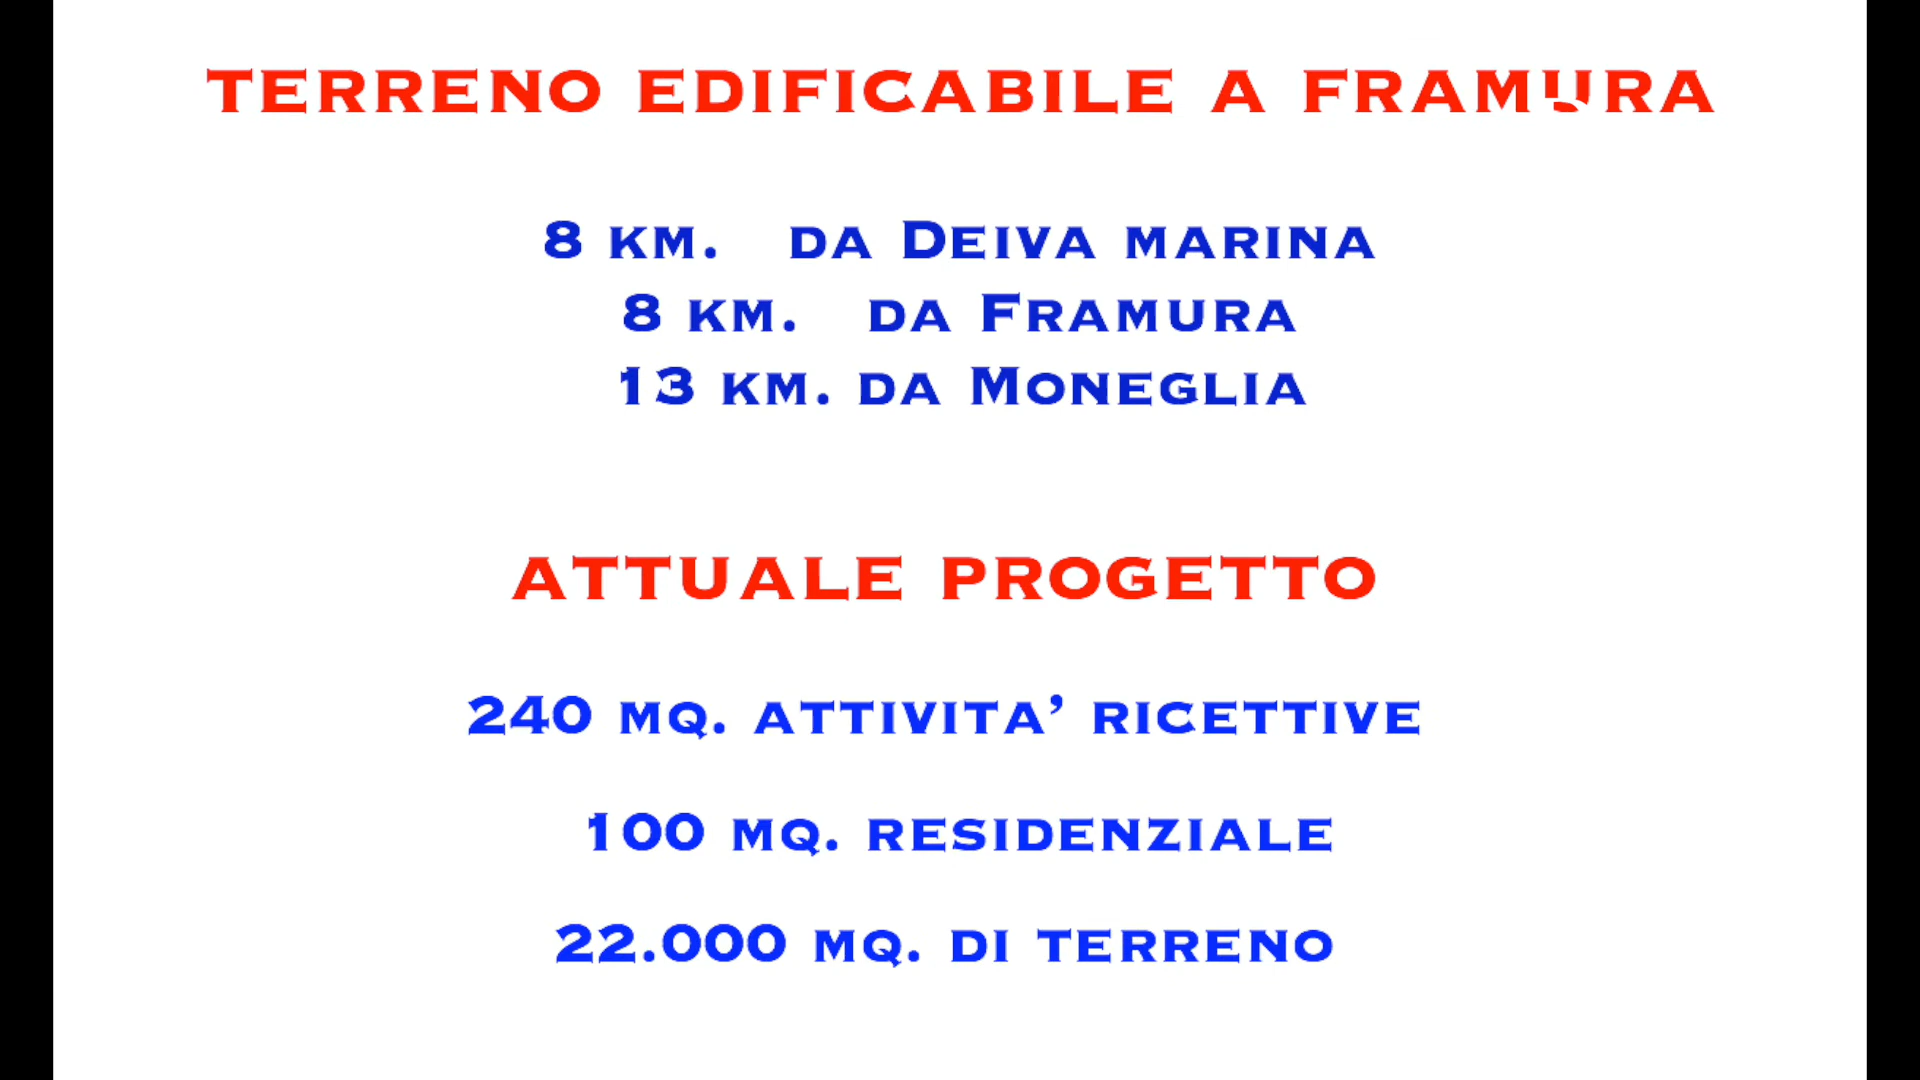 TERRENO EDIFICABILE A FRAMURA
8 KM. DA DEIVA MARINA
8 KM. DA FRAMURA
13 KM. DA MONEGLIA
ATTUALE PROGETTO
240 MQ. ATTIVITA’ RICETTIVE
100 MQ. RESIDENZIALE
22.000 MQ. DI TERRENO